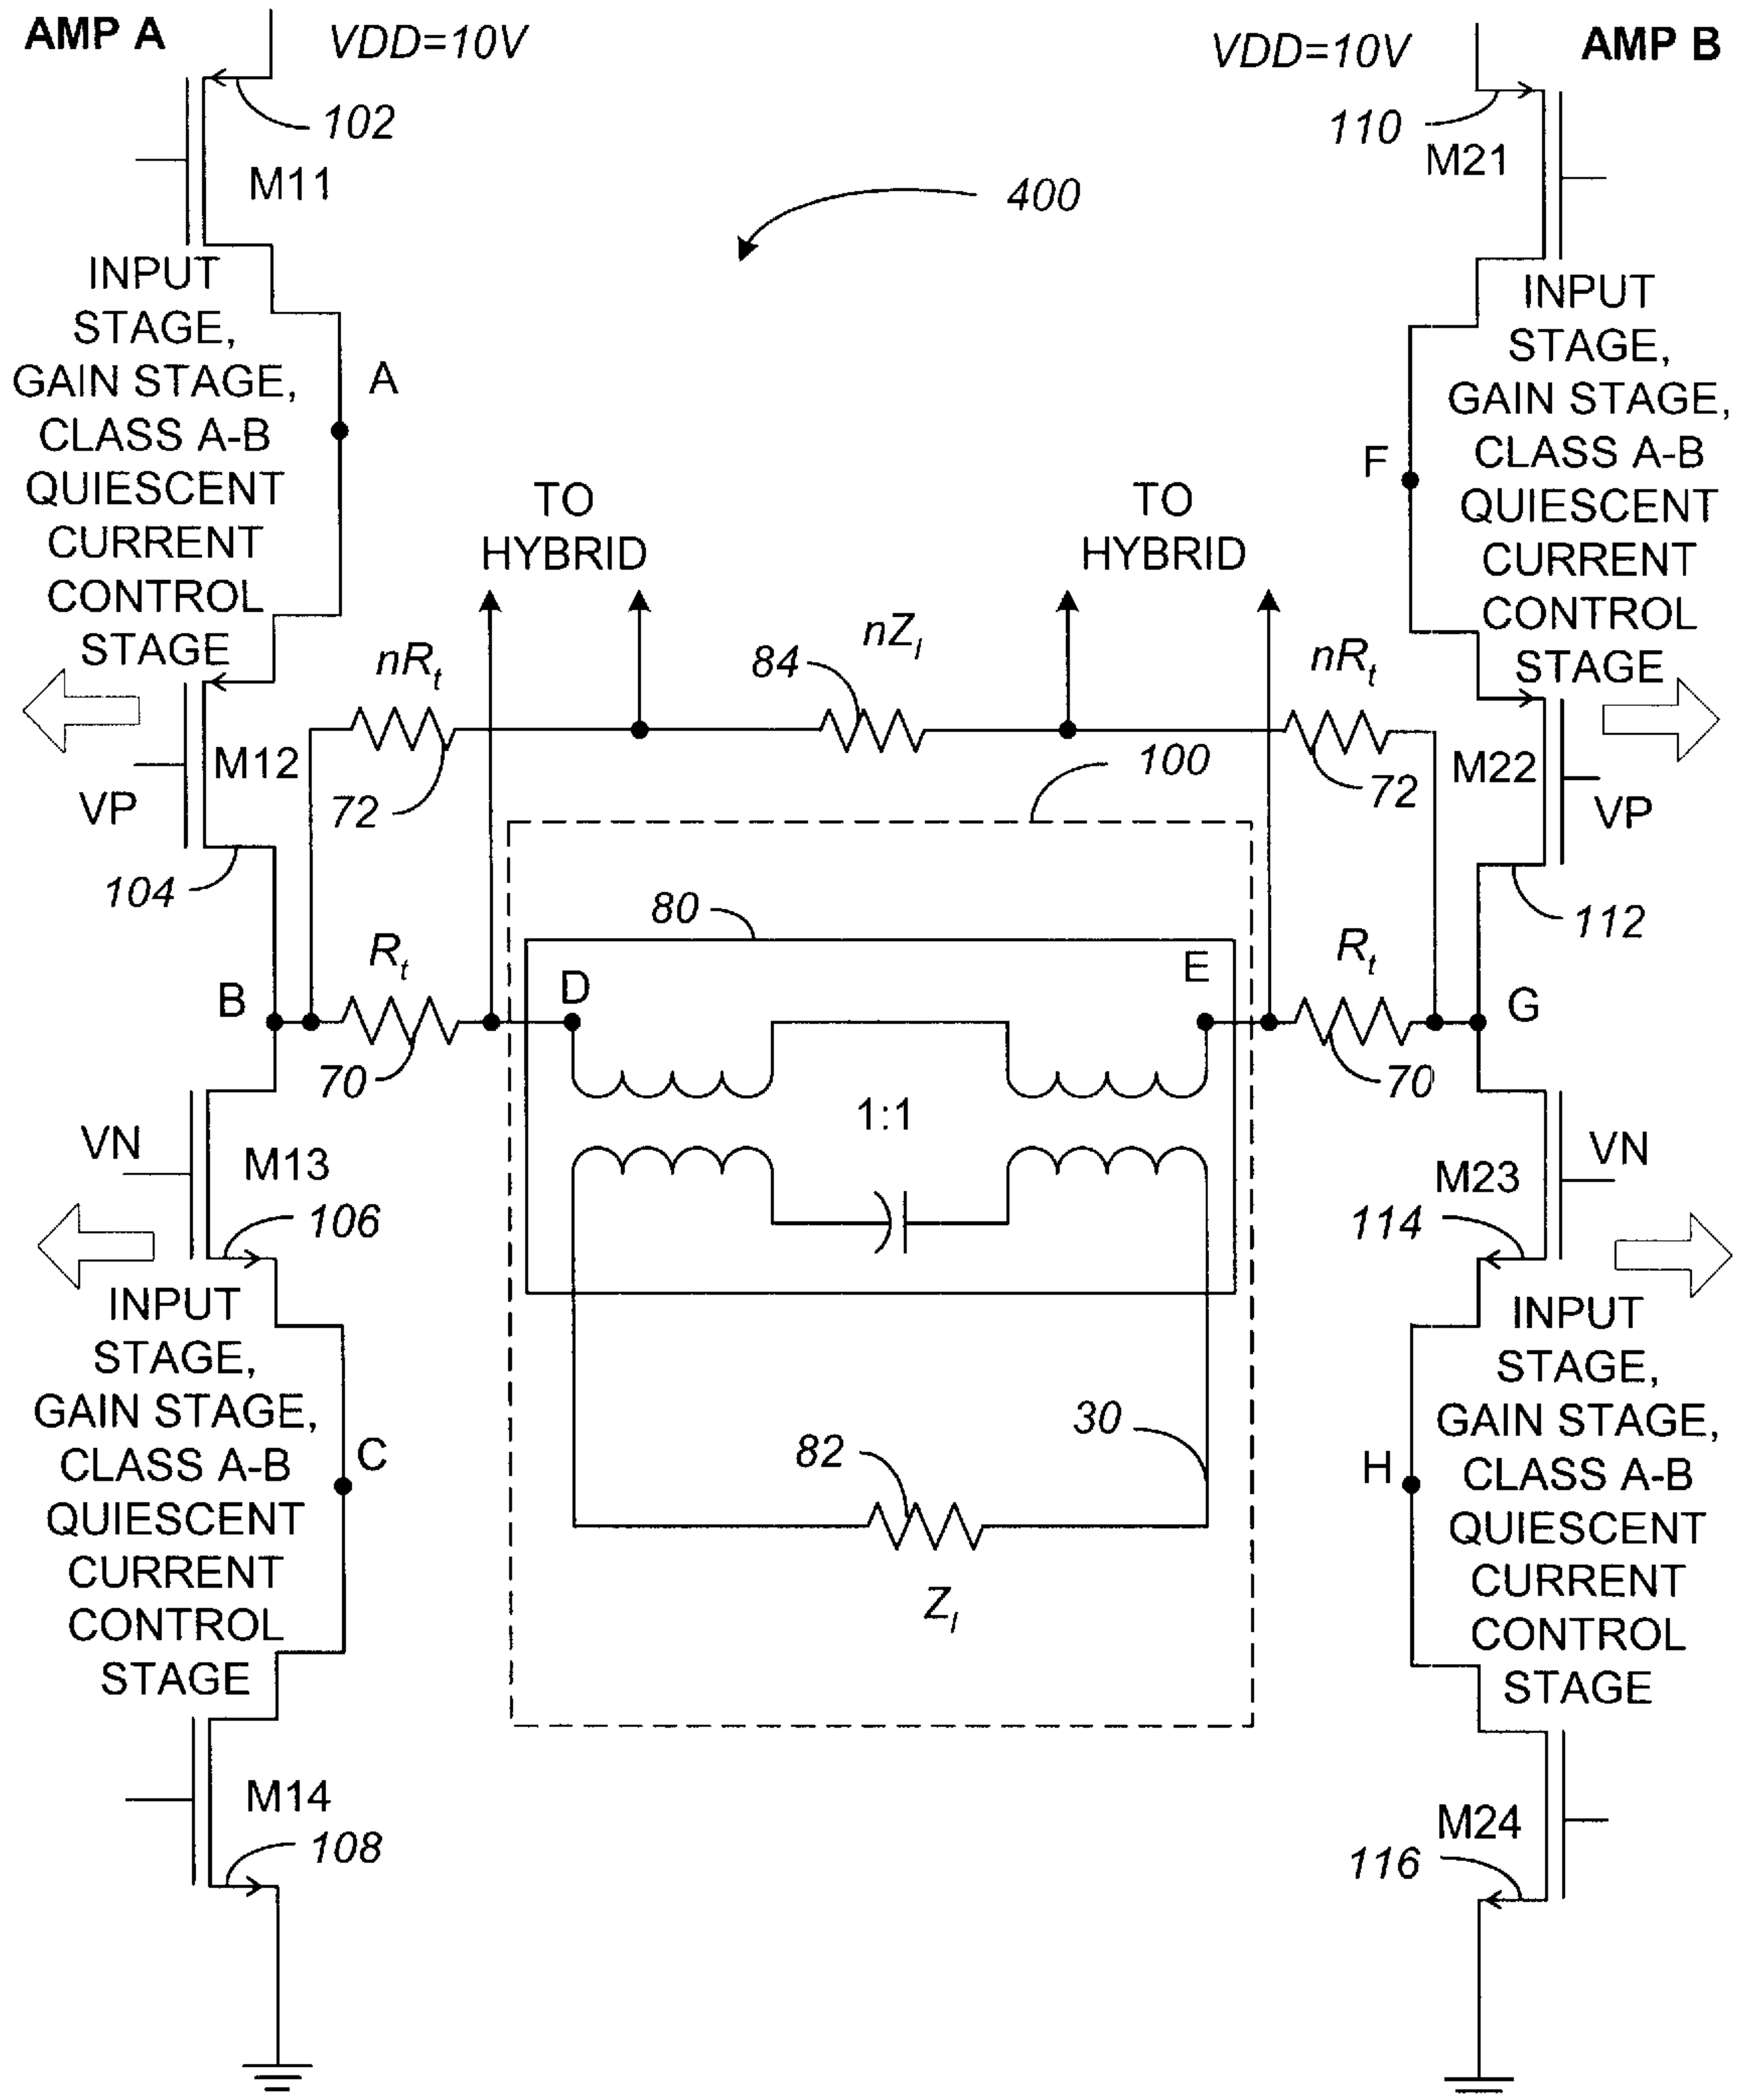 AMP A
VDD=10V
VDD=10V
AMP B
102
110
M11
M21
400
INPUT
STAGE,
GAIN STAGE,
CLASS A-B
QUIESCENT
CURRENT
CONTROL
STAGE
A
INPUT
STAGE,
GAIN STAGE,
CLASS A-B
QUIESCENT
CURRENT
CONTROL
STAGE
F
TO
HYBRID
TO
HYBRID
nRt
84
nZl
nRt
M12
VP
72
100
M22
72
VP
104
80
112
Rt
Rt
B
D
E
G
70
70
1:1
VN
M13
VN
M23
106
114
INPUT
STAGE,
GAIN STAGE,
CLASS A-B
QUIESCENT
CURRENT
CONTROL
STAGE
C
INPUT
STAGE,
GAIN STAGE,
CLASS A-B
QUIESCENT
CURRENT
CONTROL
STAGE
H
82
30
Zl
M14
M24
108
116